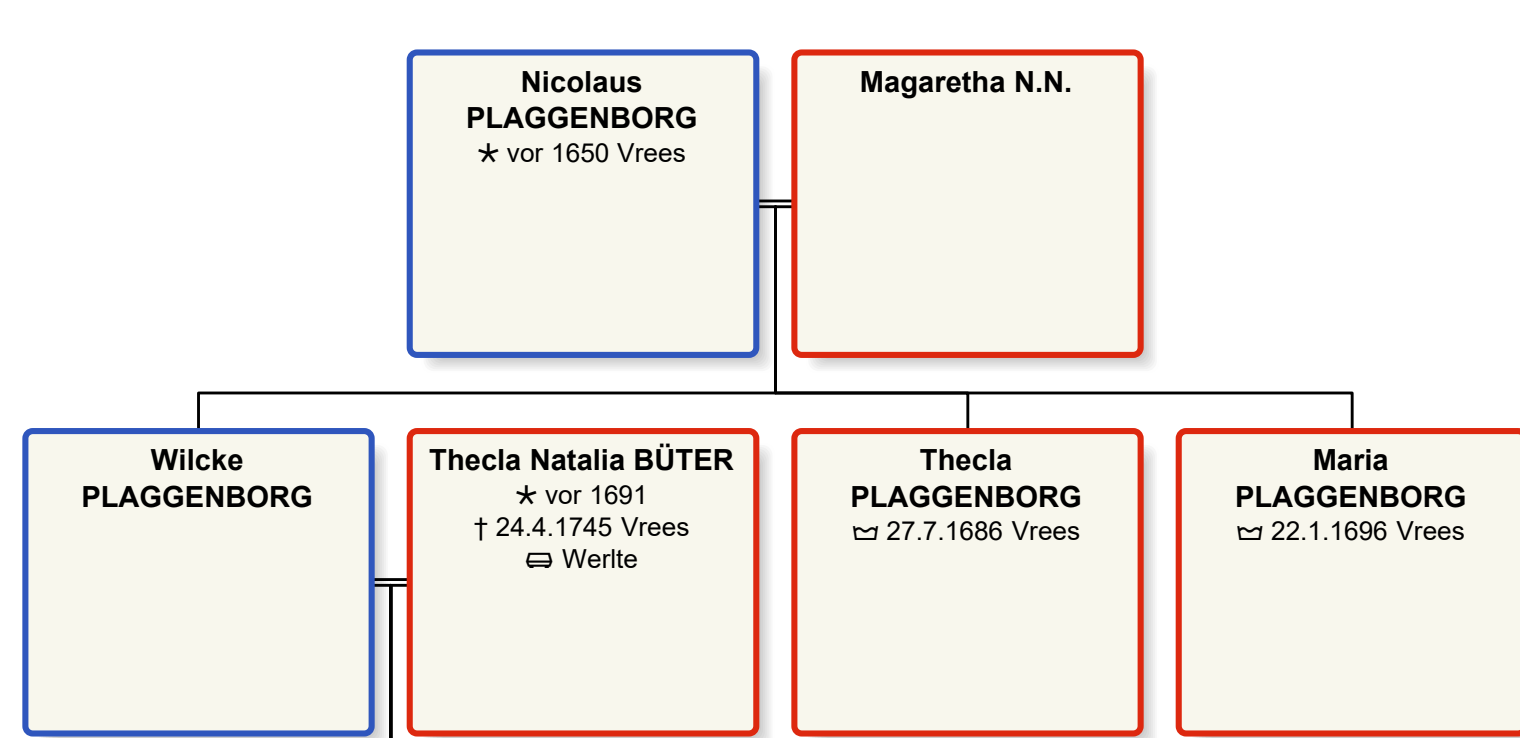 Nicolaus
PLAGGENBORG
★ vor 1650 Vrees
Magaretha N.N.
Wilcke
PLAGGENBORG
Thecla Natalia BÜTER
★ vor 1691
† 24.4.1745 Vrees
⚰ Werlte
Thecla
PLAGGENBORG
27.7.1686 Vrees
Maria
PLAGGENBORG
22.1.1696 Vrees